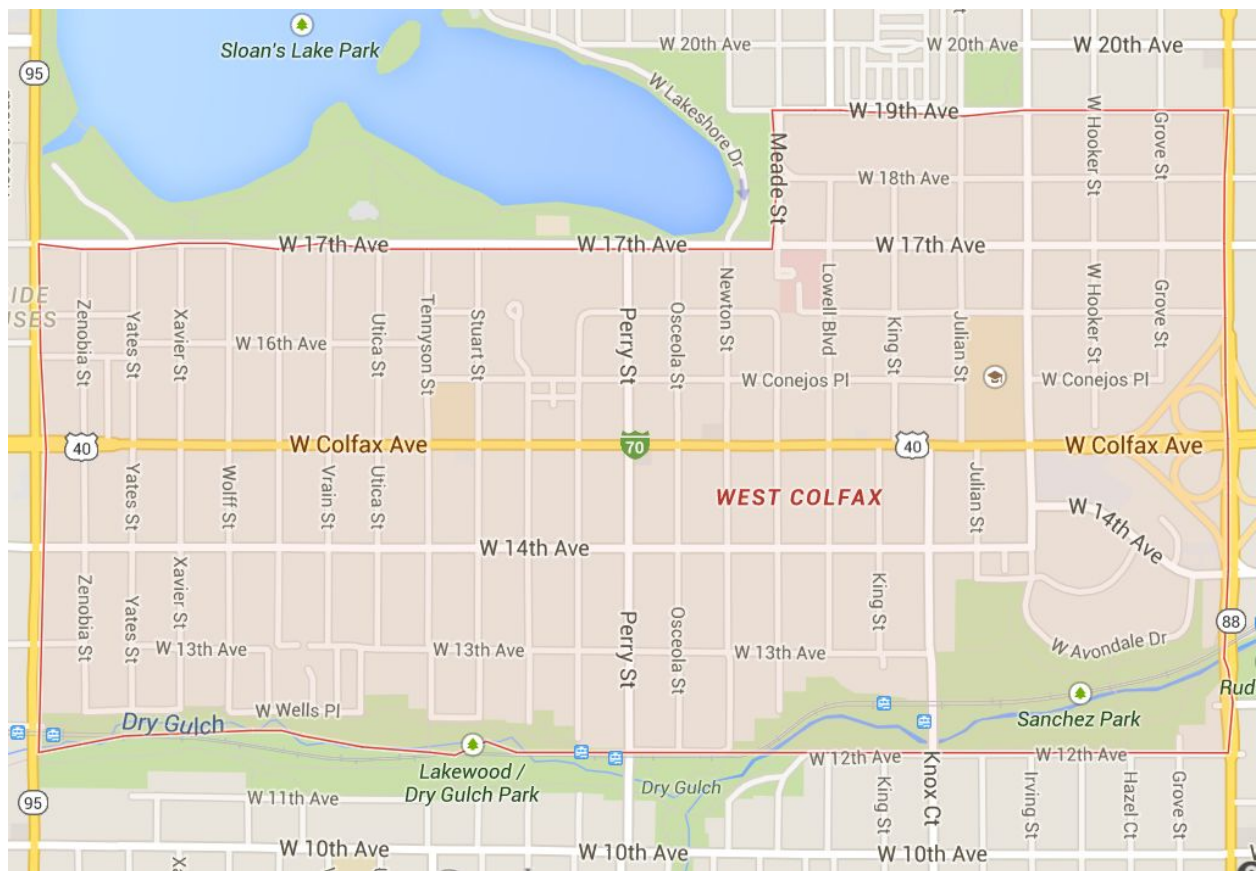 Sloan's Lake Park
W 20th Ave
W 20th Ave
W 20th Ave
95
W Lakeshore Dr
W 19th Ave
Meade St
W Hooker St
Grove St
W 18th Ave
W 17th Ave
W 17th Ave
W 17th Ave
Zenobia St
Yates St
Xavier St
W 16th Ave
Utica St
Tennyson St
Stuart St
Perry St
Osceola St
Newton St
Lowell Blvd
King St
Julian St
W Hooker St
Grove St
W Conejos Pl
W Conejos Pl
40
W Colfax Ave
70
40
W Colfax Ave
Yates St
Wolff St
Vrain St
Utica St
WEST COLFAX
Julian St
W 14th Ave
W 14th Ave
Zenobia St
Yates St
Xavier St
W 13th Ave
W 13th Ave
Perry St
Osceola St
W 13th Ave
King St
W Avondale Dr
88
W Wells Pl
Dry Gulch
Sanchez Park
Lakewood /
Dry Gulch Park
W 12th Ave
W 12th Ave
Dry Gulch
Knox Ct
King St
Irving St
Hazel Ct
Grove St
95
W 11th Ave
W 10th Ave
W 10th Ave
W 10th Ave